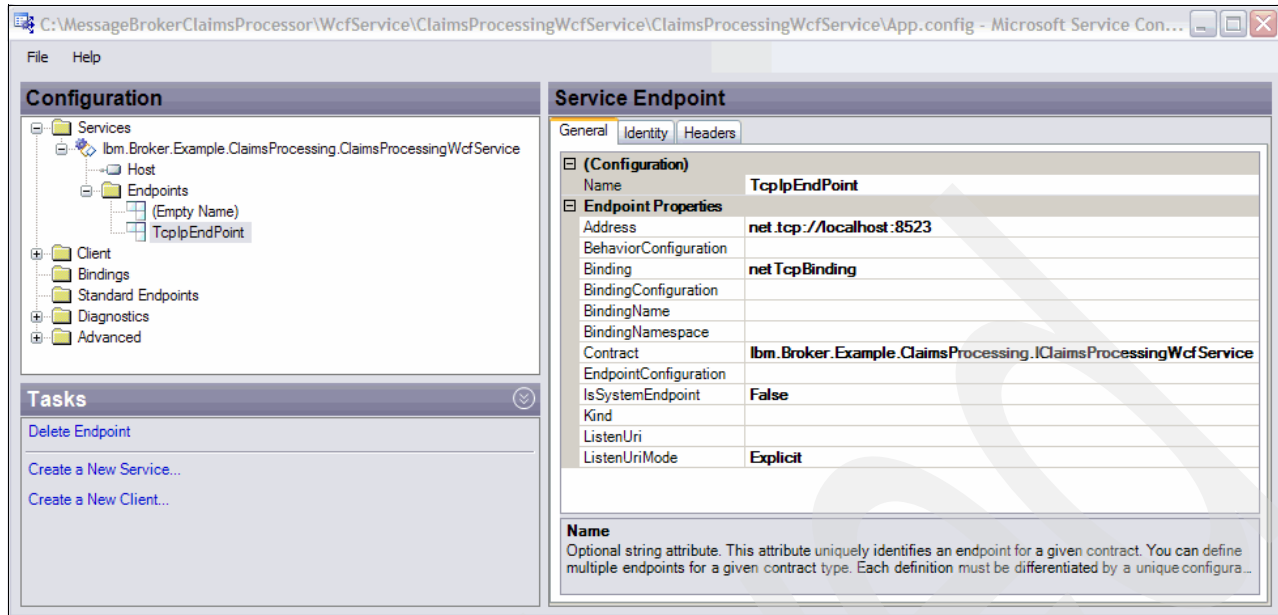 C:\MessageBrokerClaimsProcessor\WcfService\ClaimsProcessingWcfService\ClaimsProcessingWcfService\App.config - Microsoft Service Con...
File Help
Configuration
Services
Ibm.Broker.Example.ClaimsProcessing.ClaimsProcessingWcfService
Host
Endpoints
(Empty Name)
TcpIpEndPoint
Client
Bindings
Standard Endpoints
Diagnostics
Advanced
Tasks
Delete Endpoint
Create a New Service...
Create a New Client...
Service Endpoint
General Identity Headers
(Configuration)
Name TcpIpEndPoint
Endpoint Properties
Address net.tcp://localhost:8523
BehaviorConfiguration
Binding netTcpBinding
BindingConfiguration
BindingName
BindingNamespace
Contract Ibm.Broker.Example.ClaimsProcessing.IClaimsProcessingWcfService
EndpointConfiguration
IsSystemEndpoint False
Kind
ListenUri
ListenUriMode Explicit
Name
Optional string attribute. This attribute uniquely identifies an endpoint for a given contract. You can define
multiple endpoints for a given contract type. Each definition must be differentiated by a unique configura...